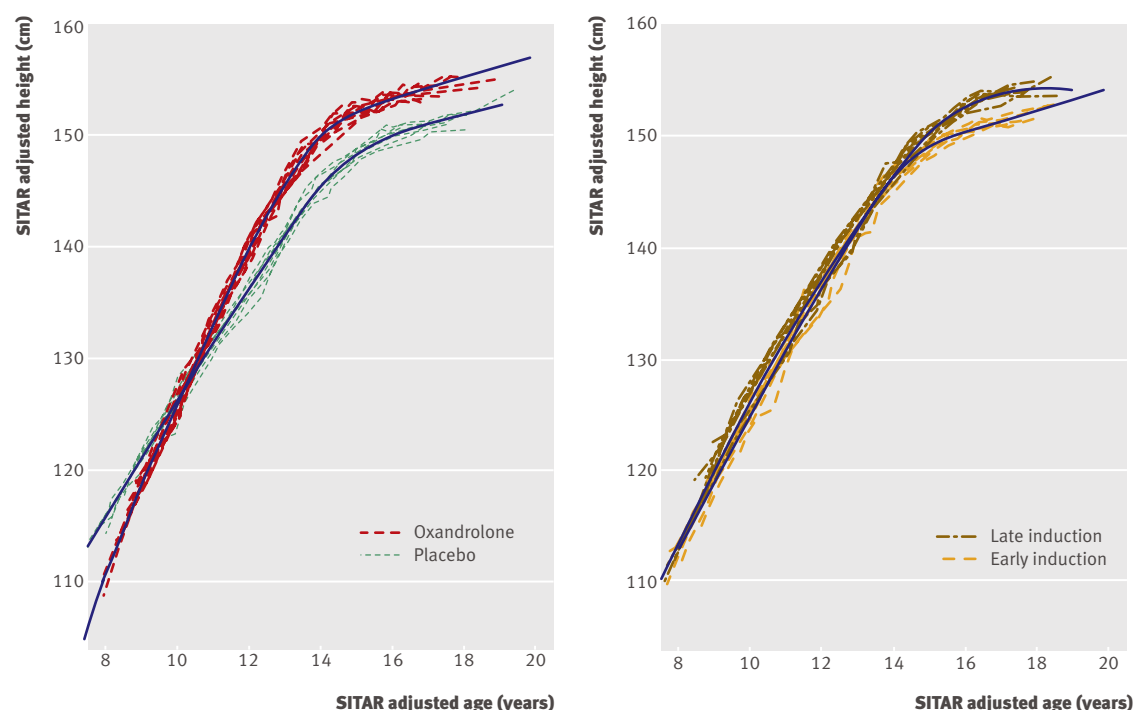 SITAR adjusted height (cm)
160
150
140
130
120
110
Oxandrolone
Placebo
8 10 12 14 16 18 20
SITAR adjusted age (years)
SITAR adjusted height (cm)
160
150
140
130
120
110
Late induction
Early induction
8 10 12 14 16 18 20
SITAR adjusted age (years)